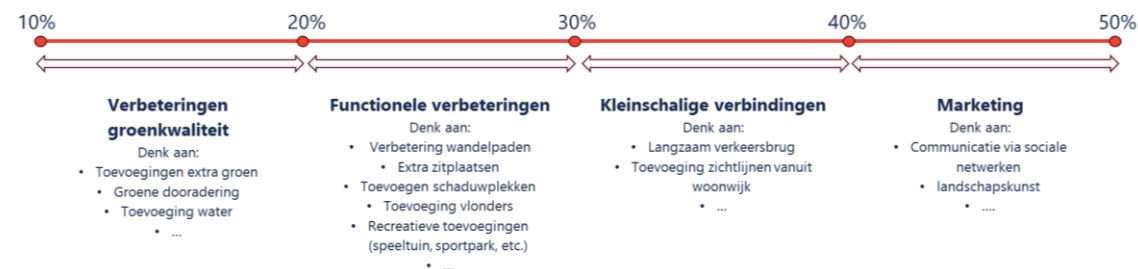 10%
20%
30%
40%
50%
Verbeteringen
groenkwaliteit
Denk aan:
• Toevoegingen extra groen
• Groene dooradering
• Toevoeging water
• ...
Functionele verbeteringen
Denk aan:
• Verbetering wandelpaden
• Extra zitplaatsen
• Toevoegen schaduwplekken
• Toevoeging vlonders
• Recreatieve toevoegingen
(speeltuin, sportpark, etc.)
• ...
Kleinschalige verbindingen
Denk aan:
• Langzaam verkeersbrug
• Toevoeging zichtlijnen vanuit
woonwijk
• ...
Marketing
Denk aan:
• Communicatie via sociale
netwerken
• landschapskunst
• ....